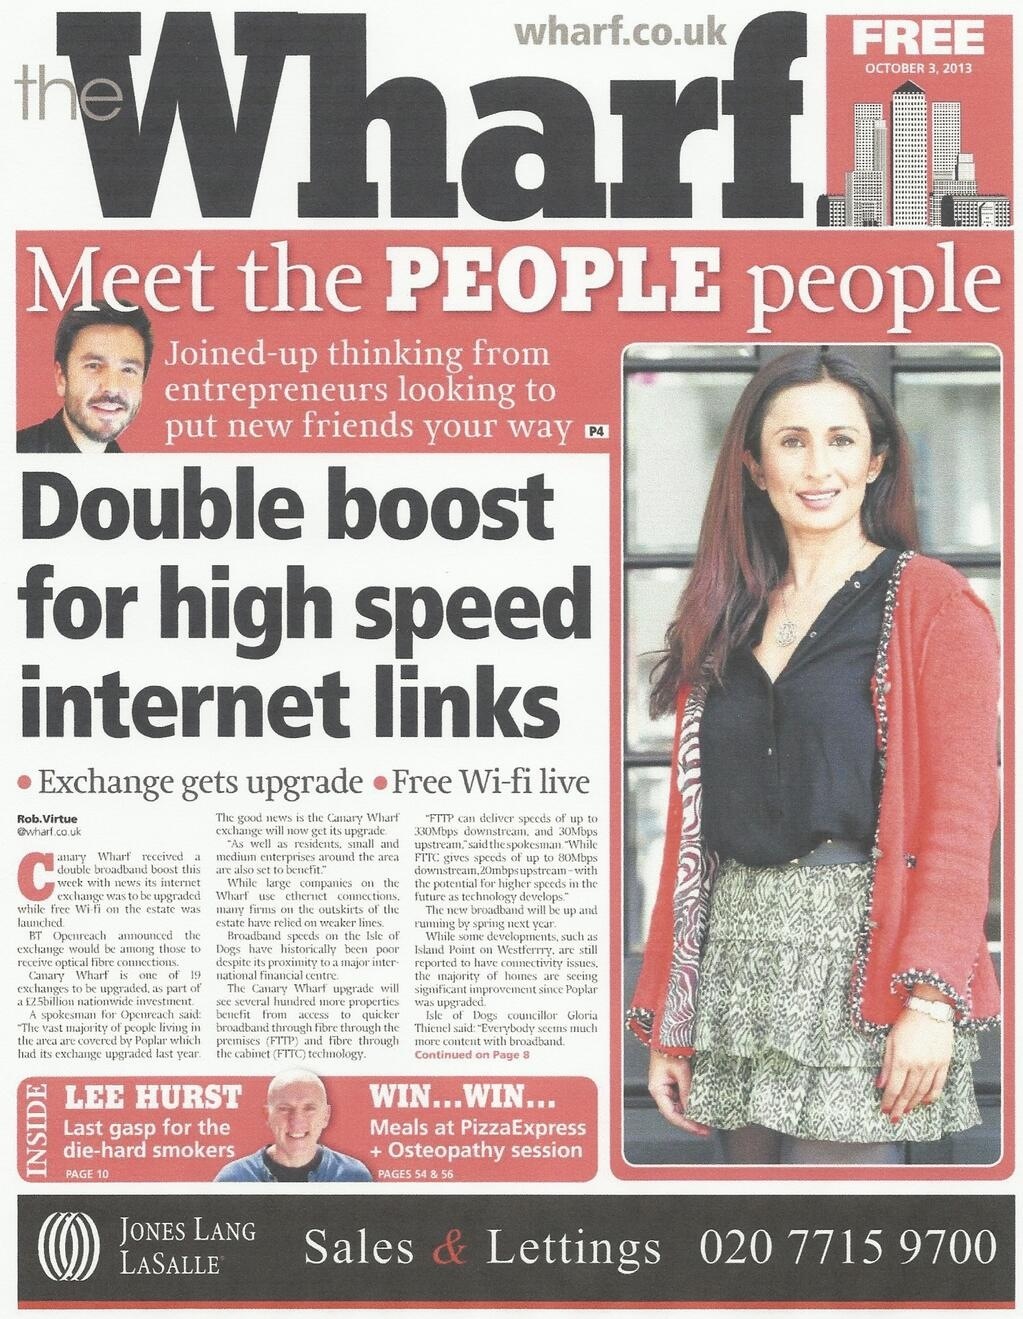 wharf.co.uk
the Wharf
FREE
OCTOBER 3, 2013
Meet the PEOPLE people
Joined-up thinking from
entrepreneurs looking to
put new friends your way P4
Double boost
for high speed
internet links
• Exchange gets upgrade • Free Wi-fi live
Rob.Virtue
@wharf.co.uk
Canary Wharf received a
double broadband boost this
week with news its internet
exchange was to be upgraded
while free Wi-Fi on the estate was
launched.
BT Openreach announced the
exchange would be among those to
receive optical fibre connections.
Canary Wharf is one of 19
exchanges to be upgraded, as part of
a £2.5billion nationwide investment.
A spokesman for Openreach said:
"The vast majority of people living in
the area are covered by Poplar which
had its exchange upgraded last year.
The good news is the Canary Wharf
exchange will now get its upgrade.
"As well as residents, small and
medium enterprises around the area
are also set to benefit."
While large companies on the
Wharf use ethernet connections,
many firms on the outskirts of the
estate have relied on weaker lines.
Broadband speeds on the Isle of
Dogs have historically been poor
despite its proximity to a major inter-
national financial centre.
The Canary Wharf upgrade will
see several hundred more properties
benefit from access to quicker
broadband through fibre through the
premises (FTTP) and fibre through
the cabinet (FTTC) technology.
"FTTP can deliver speeds of up to
330Mbps downstream, and 30Mbps
upstream," said the spokesman. "While
FTTC gives speeds of up to 80Mbps
downstream, 20mbps upstream – with
the potential for higher speeds in the
future as technology develops."
The new broadband will be up and
running by spring next year.
While some developments, such as
Island Point on Westferrry, are still
reported to have connectivity issues,
the majority of homes are seeing
significant improvement since Poplar
was upgraded.
Isle of Dogs councillor Gloria
Thienel said: "Everybody seems much
more content with broadband.
Continued on Page 8
INSIDE
LEE HURST
Last gasp for the
die-hard smokers
PAGE 10
WIN...WIN...
Meals at PizzaExpress
+ Osteopathy session
PAGES 54 & 56
JONES LANG
LASALLE
Sales & Lettings 020 7715 9700